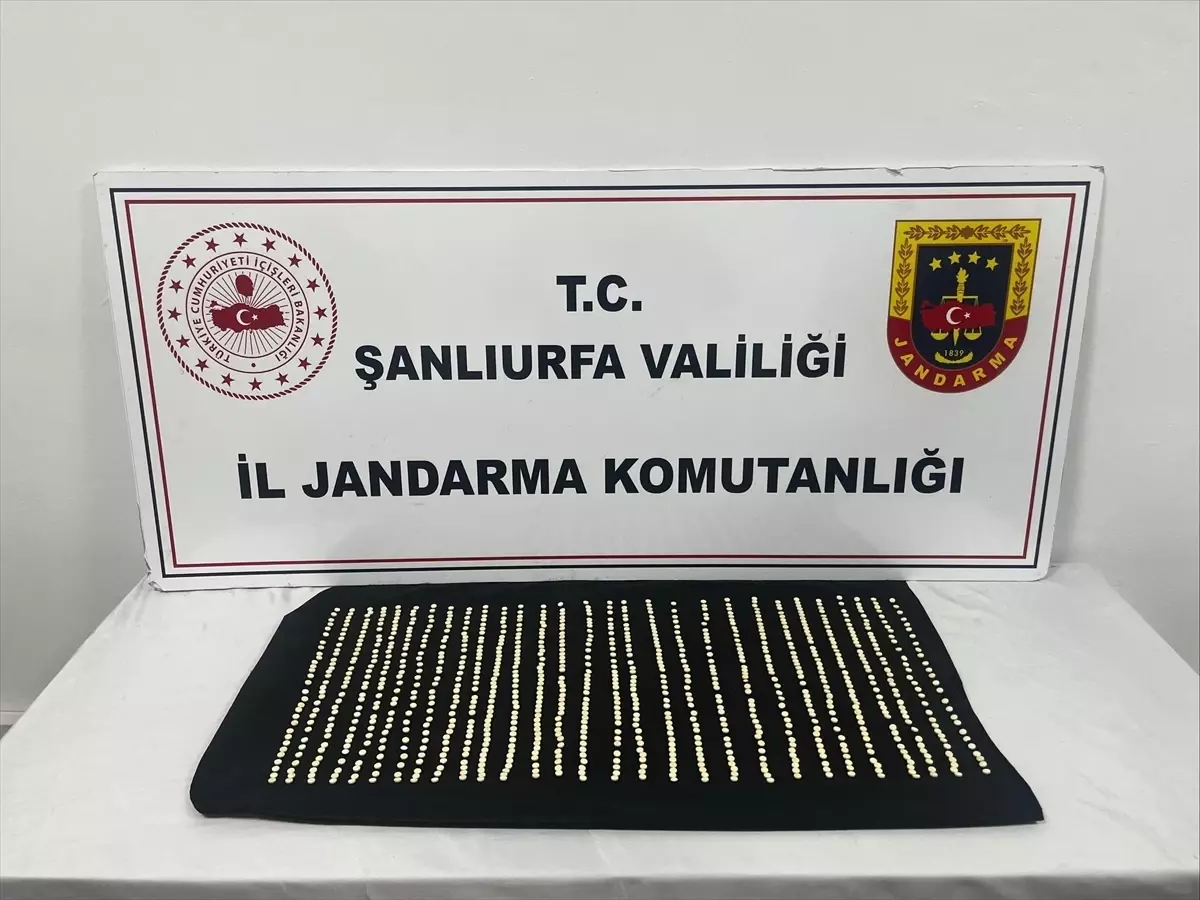 TÜRKİYE CUMHURİYETİ İÇİŞLERİ BAKANLIĞI
T.C.
ŞANLIURFA VALİLİĞİ
İL JANDARMA KOMUTANLIĞI
1839
JANDARMA